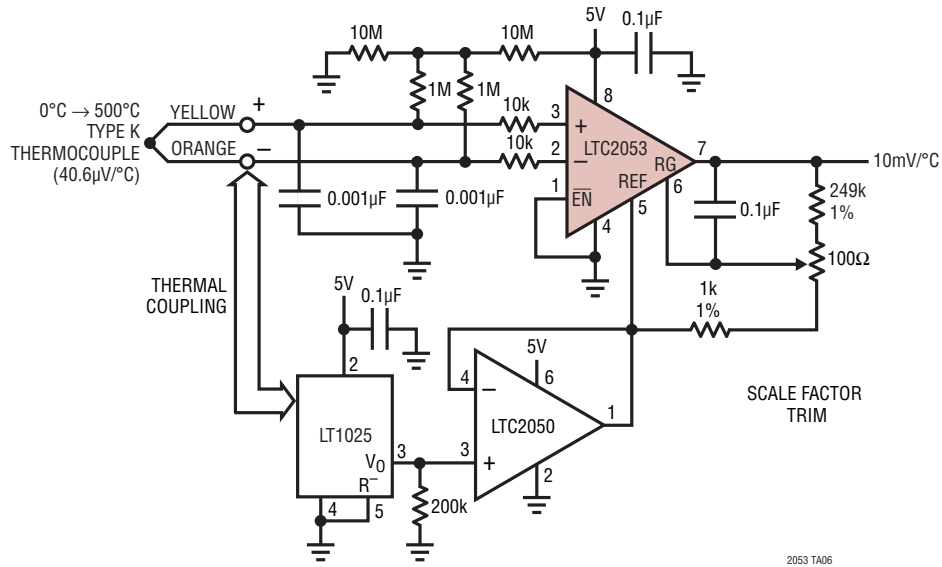 10M
10M
5V
0.1µF
1M
1M
0°C → 500°C
TYPE K
THERMOCOUPLE
(40.6µV/°C)
YELLOW
+
ORANGE
−
10k
10k
3
+
2
−
LTC2053
8
7
10mV/°C
1
EN
REF
RG
6
5
4
0.001µF
0.001µF
0.1µF
249k
1%
100Ω
THERMAL
COUPLING
5V
0.1µF
2
1k
1%
SCALE FACTOR
TRIM
4
−
5V
6
LTC2050
1
3
+
2
LT1025
VO
3
R−
4
5
200k
2053 TA06